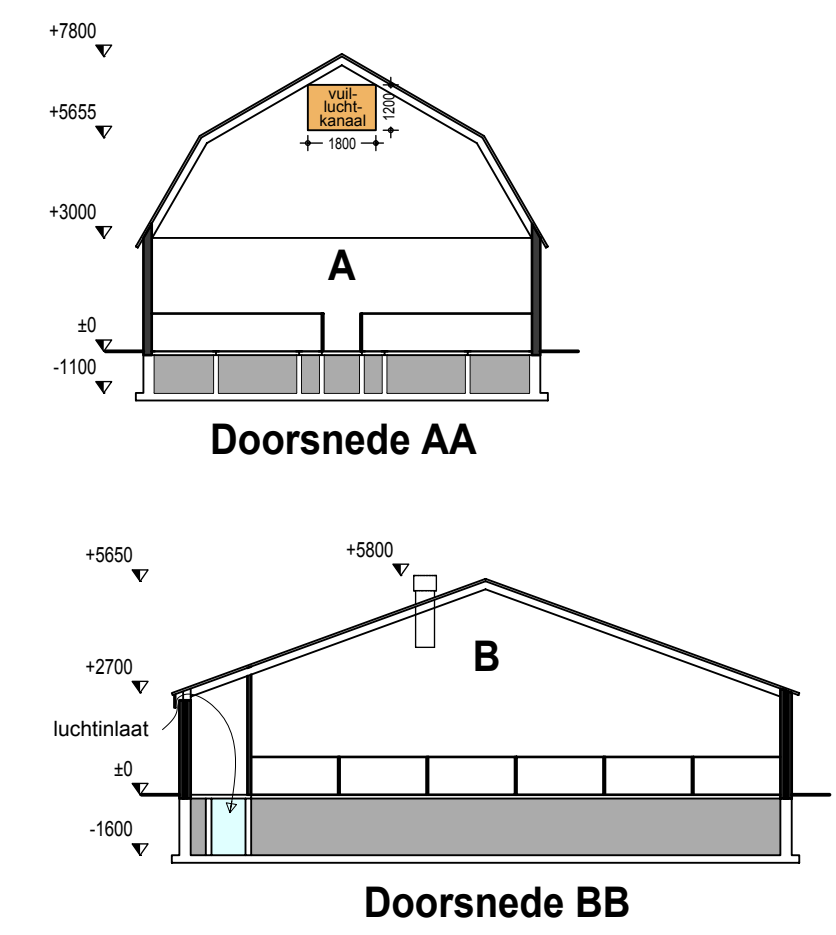 +7800
+5655
vuil-
lucht-
kanaal
1200
1800
+3000
A
±0
-1100
Doorsnede AA
+5650
+5800
B
+2700
luchtinlaat
±0
-1600
Doorsnede BB